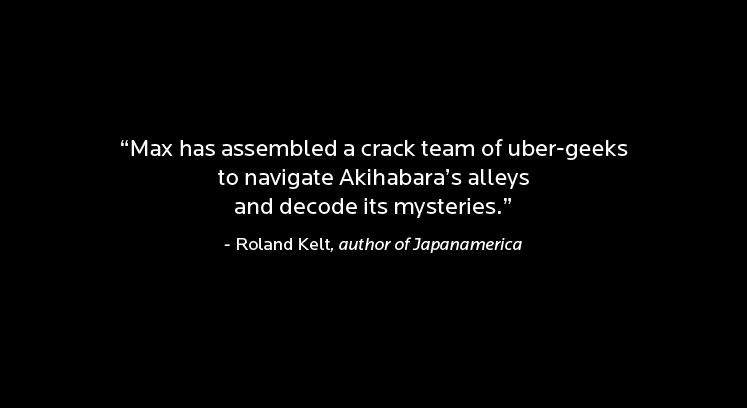 “Max has assembled a crack team of uber-geeks
to navigate Akihabara’s alleys
and decode its mysteries.”
- Roland Kelt, author of Japanamerica